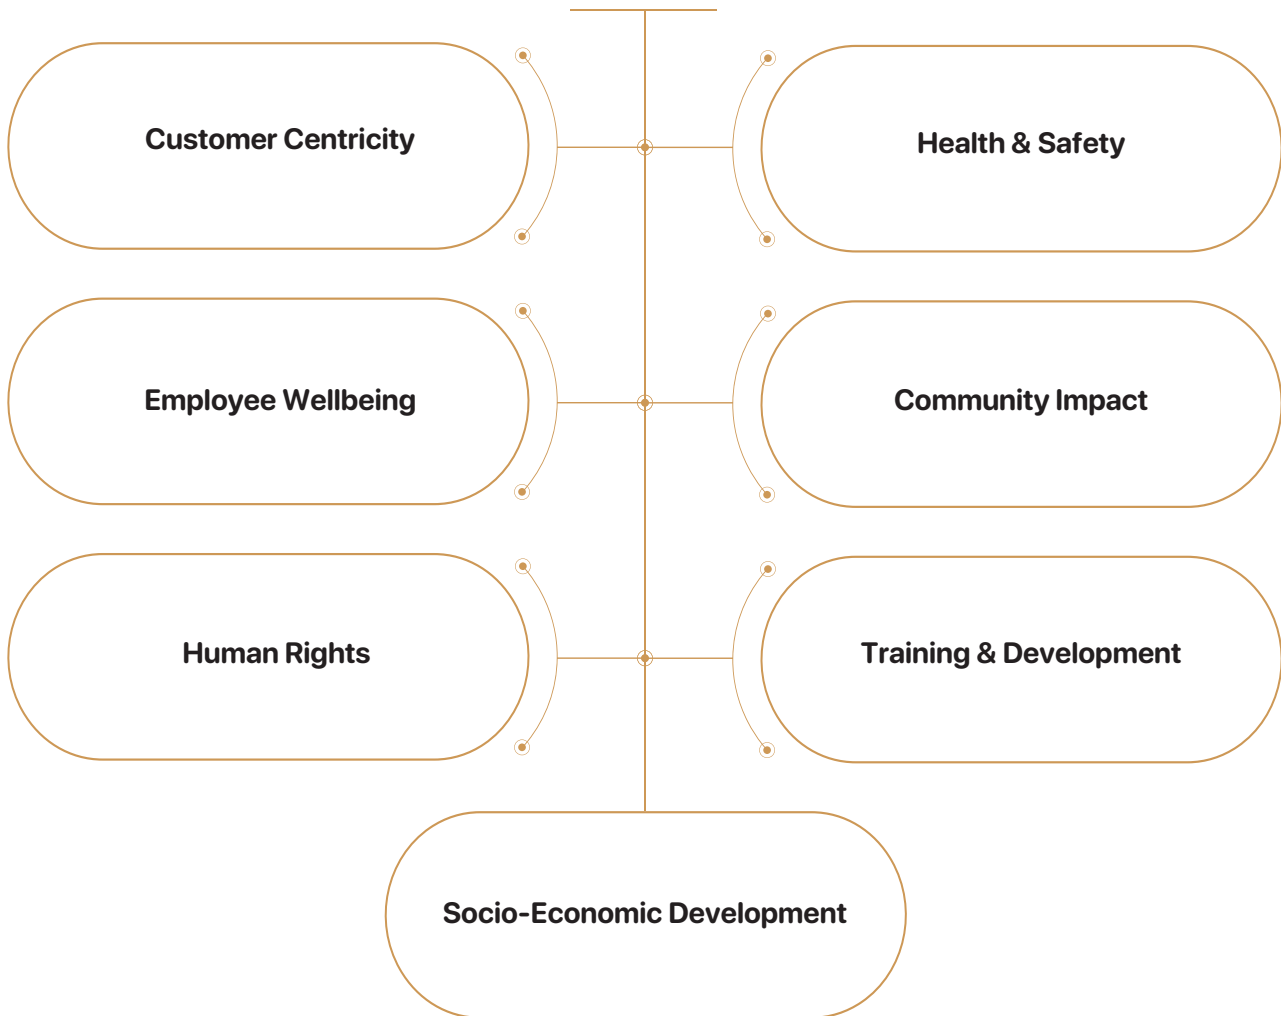 Customer Centricity
Health & Safety
Employee Wellbeing
Community Impact
Human Rights
Training & Development
Socio-Economic Development